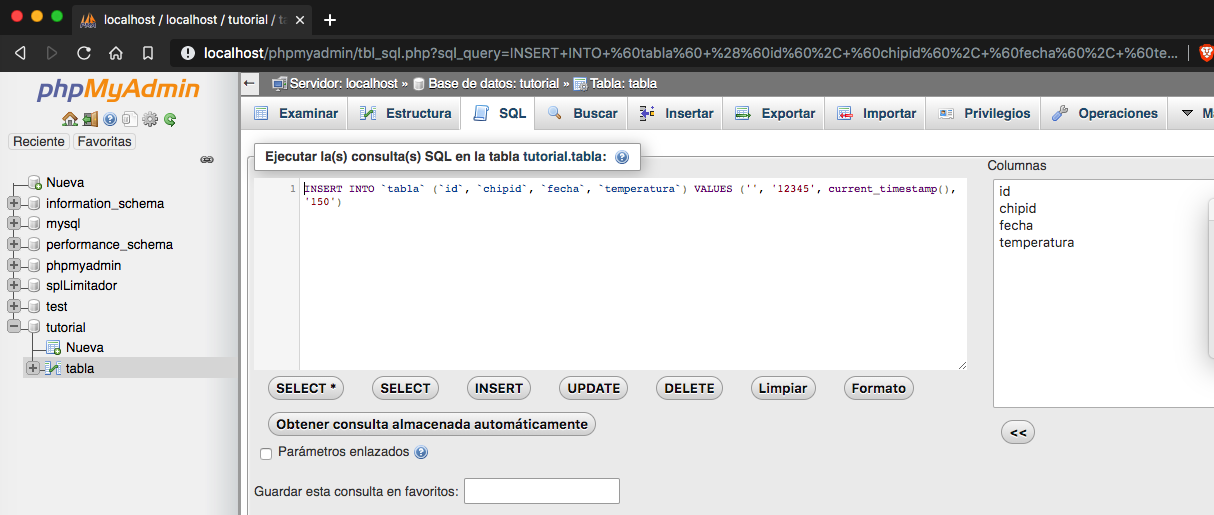 localhost / localhost / tutorial /
localhost/phpmyadmin/tbl_sql.php?sql_query=INSERT+INTO+%60tabla%60+%28%60id%60%2C+%60chipid%60%2C+%60fecha%60%2C+%60te...
phpMyAdmin
Reciente Favoritas
Nueva
information_schema
mysql
performance_schema
phpmyadmin
splLimitador
test
tutorial
Nueva
tabla
Servidor: localhost » Base de datos: tutorial » Tabla: tabla
Examinar Estructura SQL Buscar Insertar Exportar Importar Privilegios Operaciones
Ejecutar la(s) consulta(s) SQL en la tabla tutorial.tabla:
1 INSERT INTO `tabla` (`id`, `chipid`, `fecha`, `temperatura`) VALUES ('', '12345', current_timestamp(),
'150')
Columnas
id
chipid
fecha
temperatura
SELECT * SELECT INSERT UPDATE DELETE Limpiar Formato
Obtener consulta almacenada automáticamente
<<
Parámetros enlazados
Guardar esta consulta en favoritos: